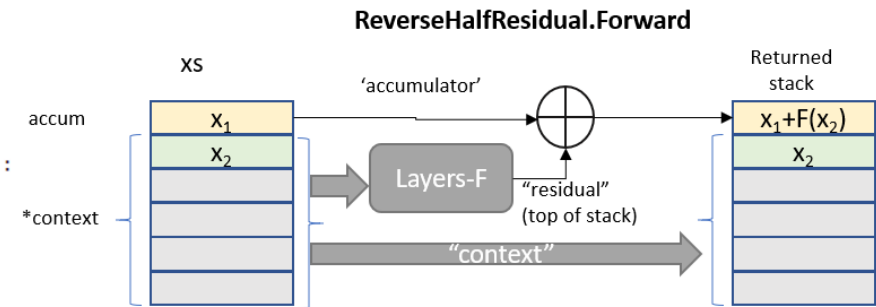 ReverseHalfResidual.Forward
xs
'accumulator'
Returned
stack
accum
x₁
x₁+F(x₂)
x₂
x₂
:
Layers-F
"residual"
(top of stack)
*context
"context"